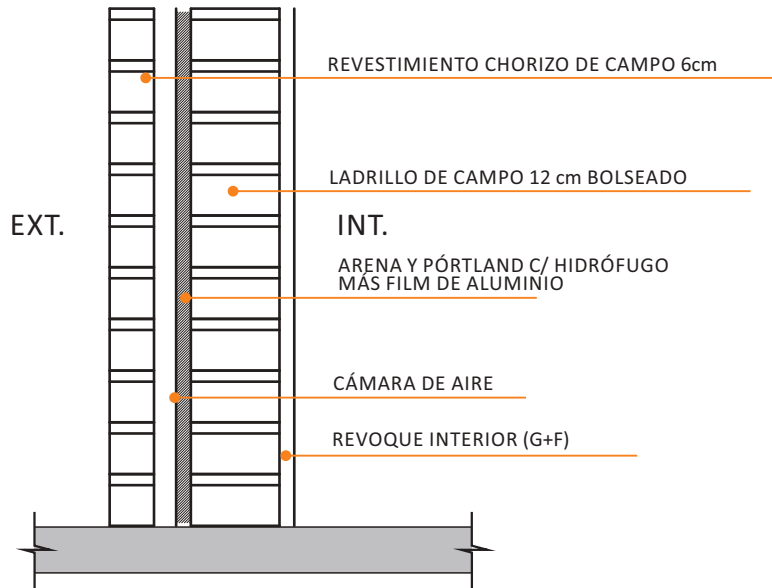 REVESTIMIENTO CHORIZO DE CAMPO 6cm
LADRILLO DE CAMPO 12 cm BOLSEADO
EXT.
INT.
ARENA Y PÓRTLAND C/ HIDRÓFUGO
MÁS FILM DE ALUMINIO
CÁMARA DE AIRE
REVOQUE INTERIOR (G+F)